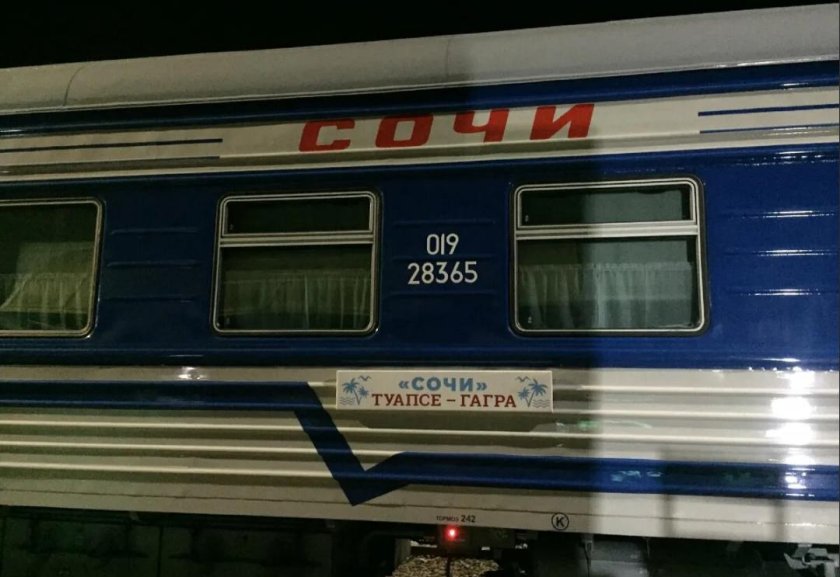 СОЧИ
019
28365
«СОЧИ»
ТУАПСЕ – ГАГРА
ТОРМОЗ 242
К